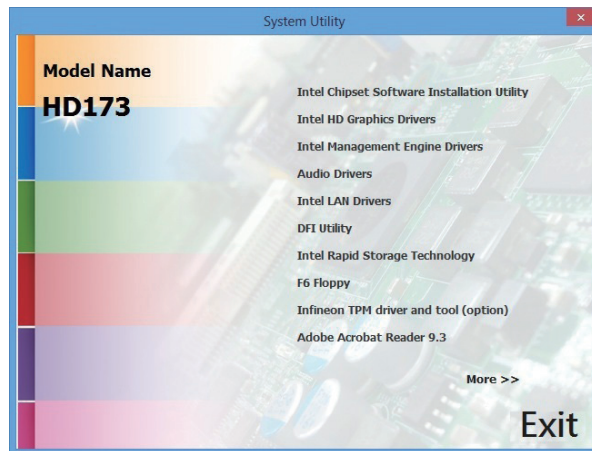 System Utility
Model Name
HD173
Intel Chipset Software Installation Utility
Intel HD Graphics Drivers
Intel Management Engine Drivers
Audio Drivers
Intel LAN Drivers
DFI Utility
Intel Rapid Storage Technology
F6 Floppy
Infineon TPM driver and tool (option)
Adobe Acrobat Reader 9.3
More >>
Exit